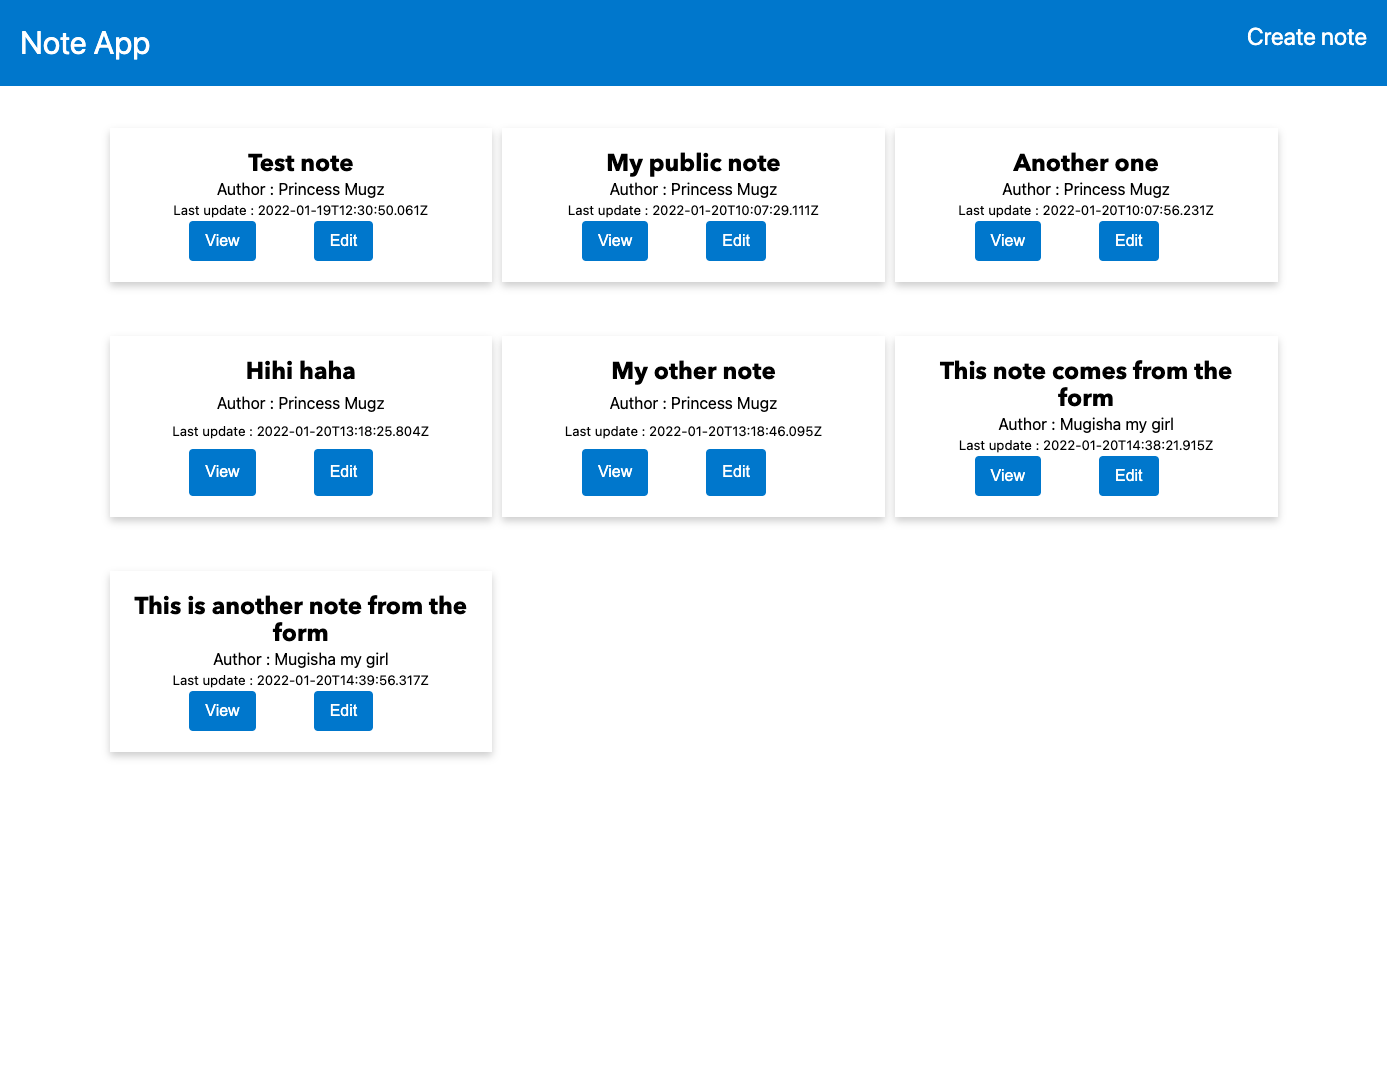 Note App
Create note
Test note
Author : Princess Mugz
Last update : 2022-01-19T12:30:50.061Z
View
Edit
My public note
Author : Princess Mugz
Last update : 2022-01-20T10:07:29.111Z
View
Edit
Another one
Author : Princess Mugz
Last update : 2022-01-20T10:07:56.231Z
View
Edit
Hihi haha
Author : Princess Mugz
Last update : 2022-01-20T13:18:25.804Z
View
Edit
My other note
Author : Princess Mugz
Last update : 2022-01-20T13:18:46.095Z
View
Edit
This note comes from the
form
Author : Mugisha my girl
Last update : 2022-01-20T14:38:21.915Z
View
Edit
This is another note from the
form
Author : Mugisha my girl
Last update : 2022-01-20T14:39:56.317Z
View
Edit